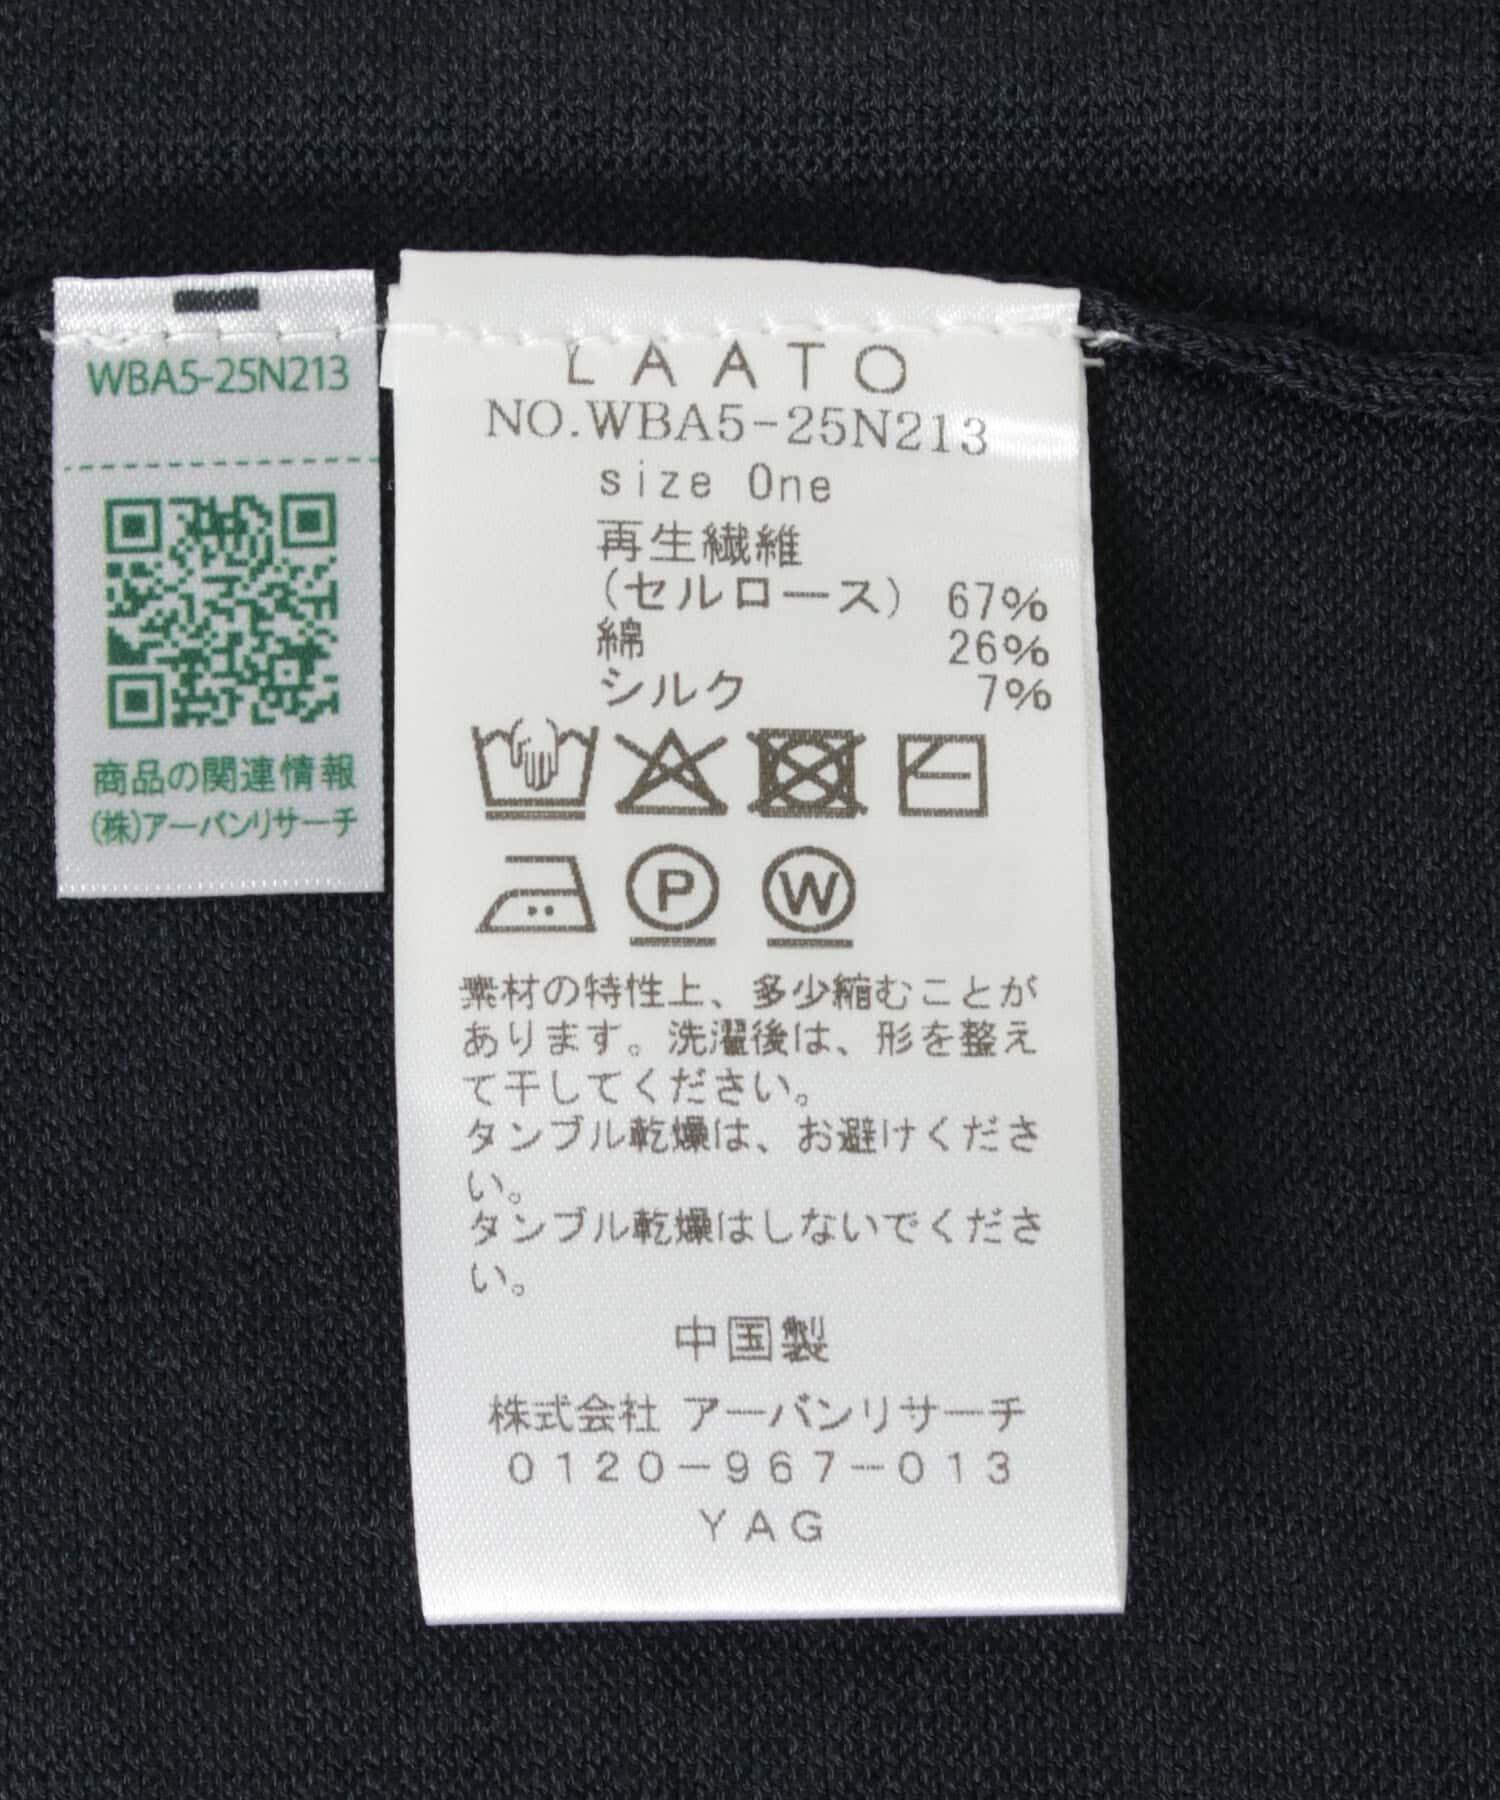 WBA5-25N213
商品の関連情報
(株)アーバンリサーチ
LAATO
NO.WBA5-25N213
size One
再生繊維
(セルロース) 67%
綿 26%
シルク 7%
P W
素材の特性上、多少縮むことが
あります。洗濯後は、形を整え
て干してください。
タンブル乾燥は、お避けくださ
い。
タンブル乾燥はしないでくださ
い。
中国製
株式会社 アーバンリサーチ
0120-967-013
YAG